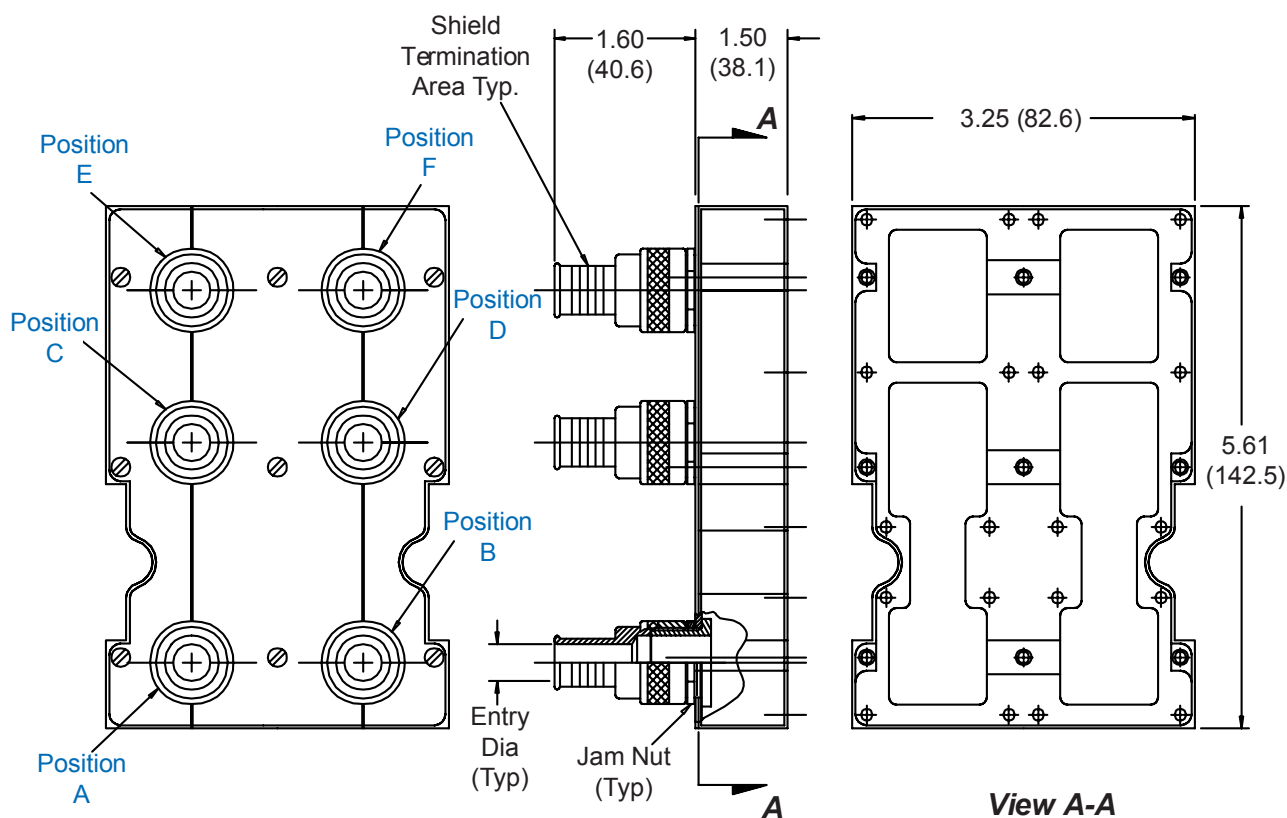 Shield
Termination
Area Typ.
1.60
(40.6)
1.50
(38.1)
A
3.25 (82.6)
Position
E
Position
F
Position
C
Position
D
5.61
(142.5)
Position
B
Position
A
Entry
Dia
(Typ)
Jam Nut
(Typ)
A
View A-A